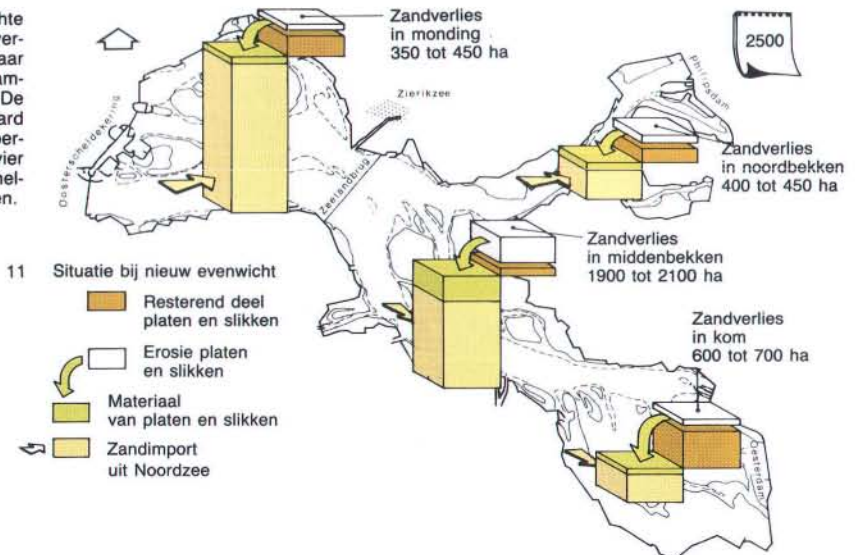 Zandverlies
in monding
350 tot 450 ha
2500
Zierikzee
Philipsdam
Oosterscheldekering
Zeelandbrug
Zandverlies
in noordbekken
400 tot 450 ha
Zandverlies
in middenbekken
1900 tot 2100 ha
Zandverlies
in kom
600 tot 700 ha
Oesterdam
11 Situatie bij nieuw evenwicht
Resterend deel
platen en slikken
Erosie platen
en slikken
Materiaal
van platen en slikken
Zandimport
uit Noordzee